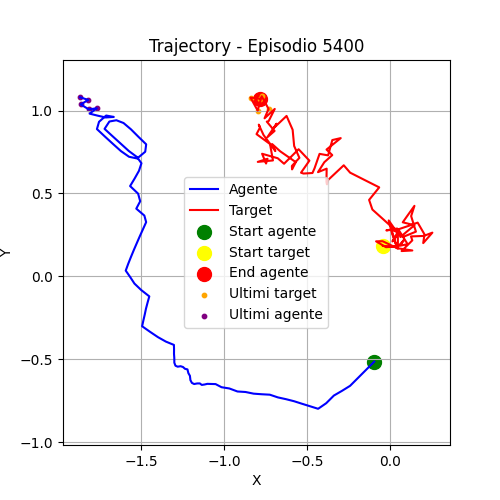 Trajectory - Episodio 5400
1.0
0.5
0.0
−0.5
−1.0
Y
Agente
Target
Start agente
Start target
End agente
Ultimi target
Ultimi agente
−1.5
−1.0
−0.5
0.0
X